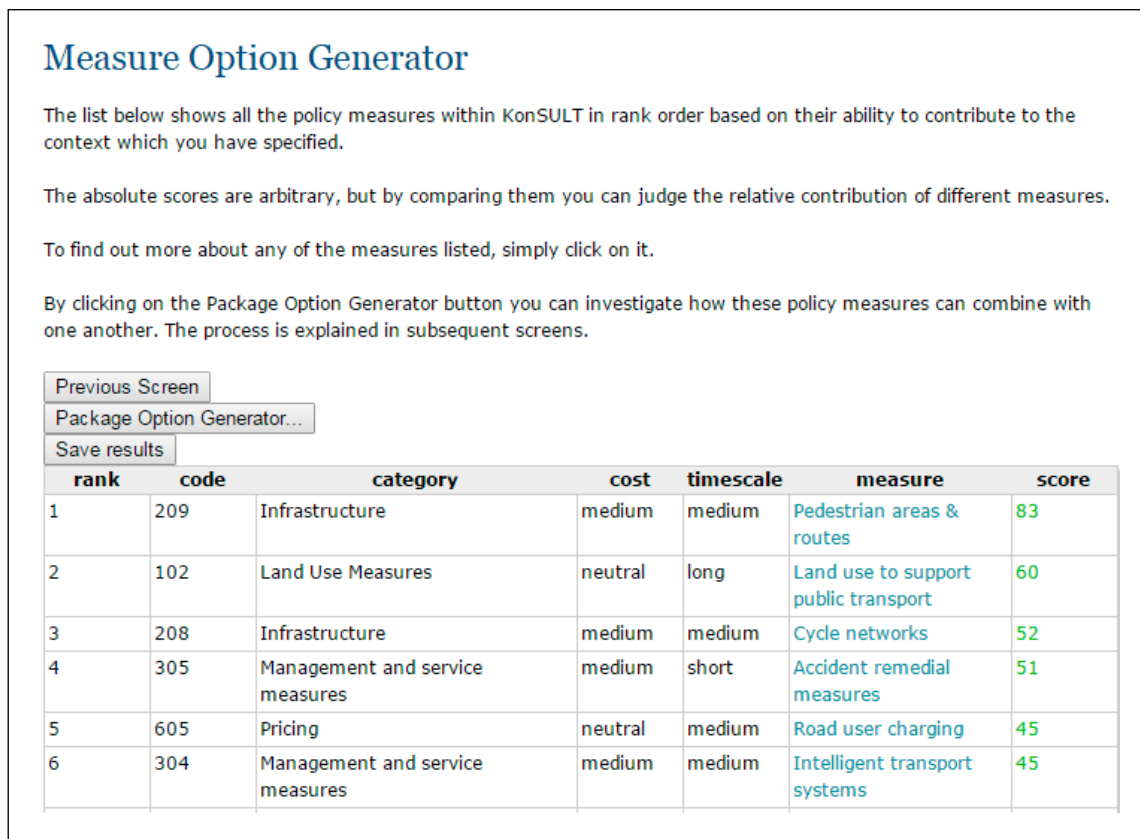 Measure Option Generator
The list below shows all the policy measures within KonSULT in rank order based on their ability to contribute to the
context which you have specified.
The absolute scores are arbitrary, but by comparing them you can judge the relative contribution of different measures.
To find out more about any of the measures listed, simply click on it.
By clicking on the Package Option Generator button you can investigate how these policy measures can combine with
one another. The process is explained in subsequent screens.
Previous Screen
Package Option Generator...
Save results
rank code category cost timescale measure score
1 209 Infrastructure medium medium Pedestrian areas & 83
routes
2 102 Land Use Measures neutral long Land use to support 60
public transport
3 208 Infrastructure medium medium Cycle networks 52
4 305 Management and service medium short Accident remedial 51
measures measures
5 605 Pricing neutral medium Road user charging 45
6 304 Management and service medium medium Intelligent transport 45
measures systems